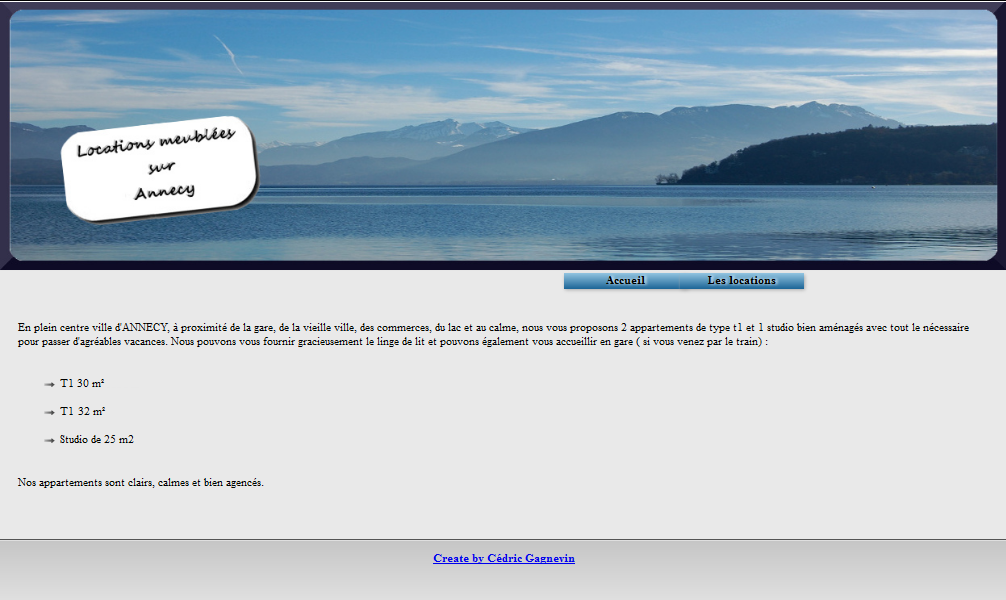 Locations meublées
sur
Annecy
Accueil
Les locations
En plein centre ville d'ANNECY, à proximité de la gare, de la vieille ville, des commerces, du lac et au calme, nous vous proposons 2 appartements de type t1 et 1 studio bien aménagés avec tout le nécessaire
pour passer d'agréables vacances. Nous pouvons vous fournir gracieusement le linge de lit et pouvons également vous accueillir en gare ( si vous venez par le train) :
T1 30 m²
T1 32 m²
Studio de 25 m2
Nos appartements sont clairs, calmes et bien agencés.
Create by Cédric Gagnevin